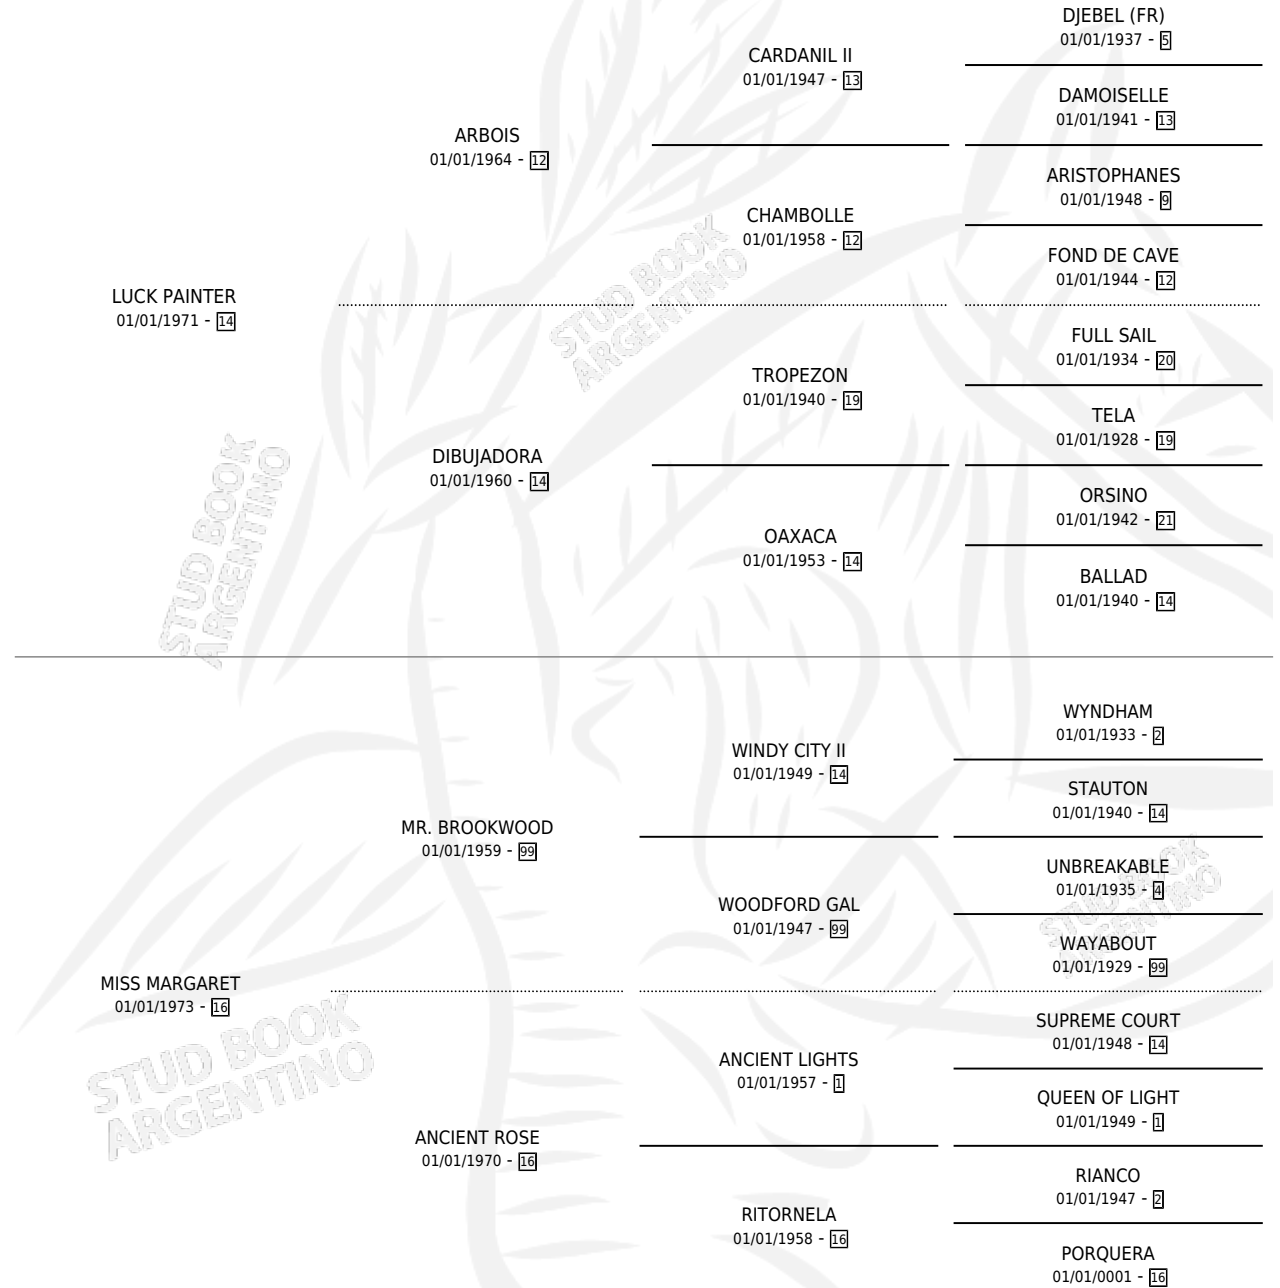 DJEBEL (FR)
01/01/1937 - 5
CARDANIL II
01/01/1947 - 13
DAMOISELLE
01/01/1941 - 13
ARBOIS
01/01/1964 - 12
ARISTOPHANES
01/01/1948 - 9
CHAMBOLLE
01/01/1958 - 12
FOND DE CAVE
01/01/1944 - 12
LUCK PAINTER
01/01/1971 - 14
STUD BOOK
ARGENTINO
FULL SAIL
01/01/1934 - 20
TROPEZON
01/01/1940 - 19
TELA
01/01/1928 - 19
DIBUJADORA
01/01/1960 - 14
ORSINO
01/01/1942 - 21
OAXACA
01/01/1953 - 14
BALLAD
01/01/1940 - 14
STUD BOOK
ARGENTINO
WYNDHAM
01/01/1933 - 2
WINDY CITY II
01/01/1949 - 14
STAUTON
01/01/1940 - 14
MR. BROOKWOOD
01/01/1959 - 99
UNBREAKABLE
01/01/1935 - 4
WOODFORD GAL
01/01/1947 - 99
WAYABOUT
01/01/1929 - 99
STUD BOOK
ARGENTINO
MISS MARGARET
01/01/1973 - 16
SUPREME COURT
01/01/1948 - 14
ANCIENT LIGHTS
01/01/1957 - 1
QUEEN OF LIGHT
01/01/1949 - 1
STUD BOOK
ARGENTINO
ANCIENT ROSE
01/01/1970 - 16
RIANCO
01/01/1947 - 2
RITORNELA
01/01/1958 - 16
PORQUERA
01/01/0001 - 16